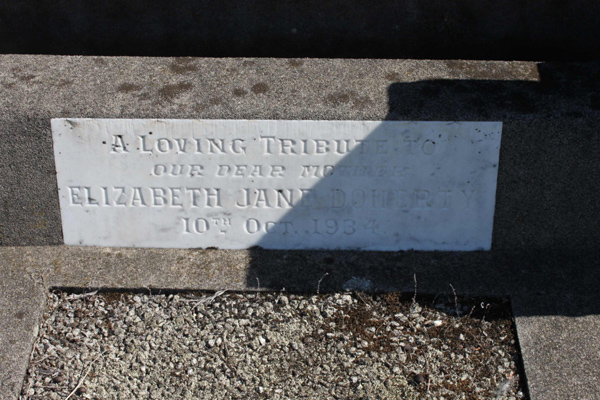 A LOVING TRIBUTE TO
OUR DEAR MOTHER
ELIZABETH JANE DOHERTY
10TH OCT. 1934